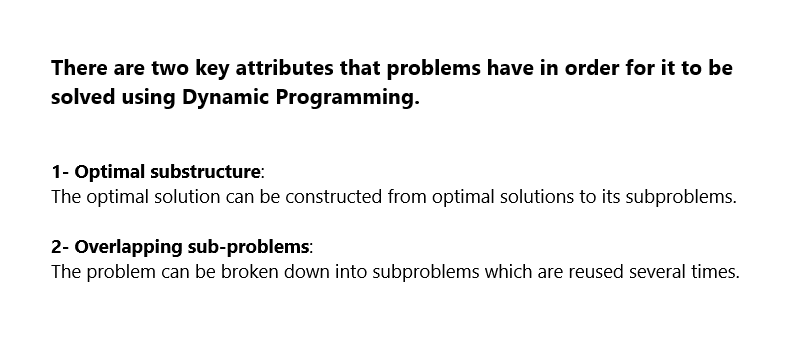 There are two key attributes that problems have in order for it to be
solved using Dynamic Programming.
1- Optimal substructure:
The optimal solution can be constructed from optimal solutions to its subproblems.
2- Overlapping sub-problems:
The problem can be broken down into subproblems which are reused several times.